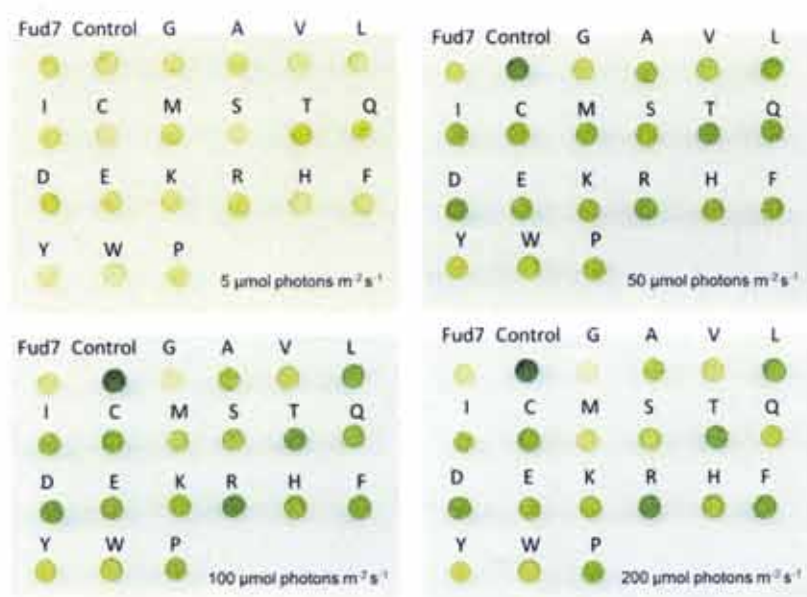 Fud7 Control G A V L
I C M S T Q
D E K R H F
Y W P
5 µmol photons m⁻² s⁻¹
Fud7 Control G A V L
I C M S T Q
D E K R H F
Y W P
50 µmol photons m⁻² s⁻¹
Fud7 Control G A V L
I C M S T Q
D E K R H F
Y W P
100 µmol photons m⁻² s⁻¹
Fud7 Control G A V L
I C M S T Q
D E K R H F
Y W P
200 µmol photons m⁻² s⁻¹